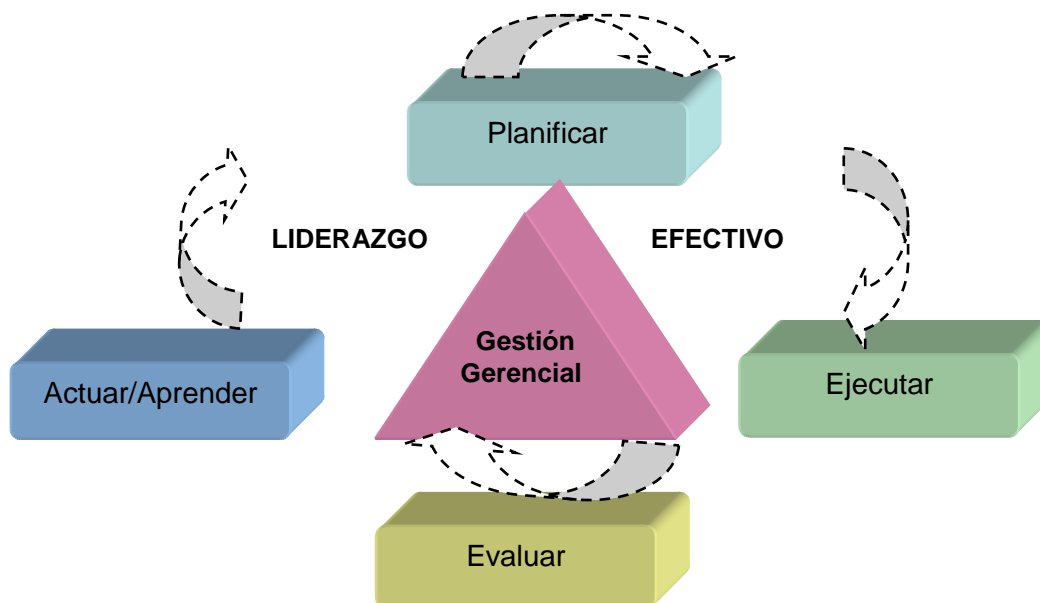 Planificar
LIDERAZGO
EFECTIVO
Gestión
Gerencial
Actuar/Aprender
Ejecutar
Evaluar